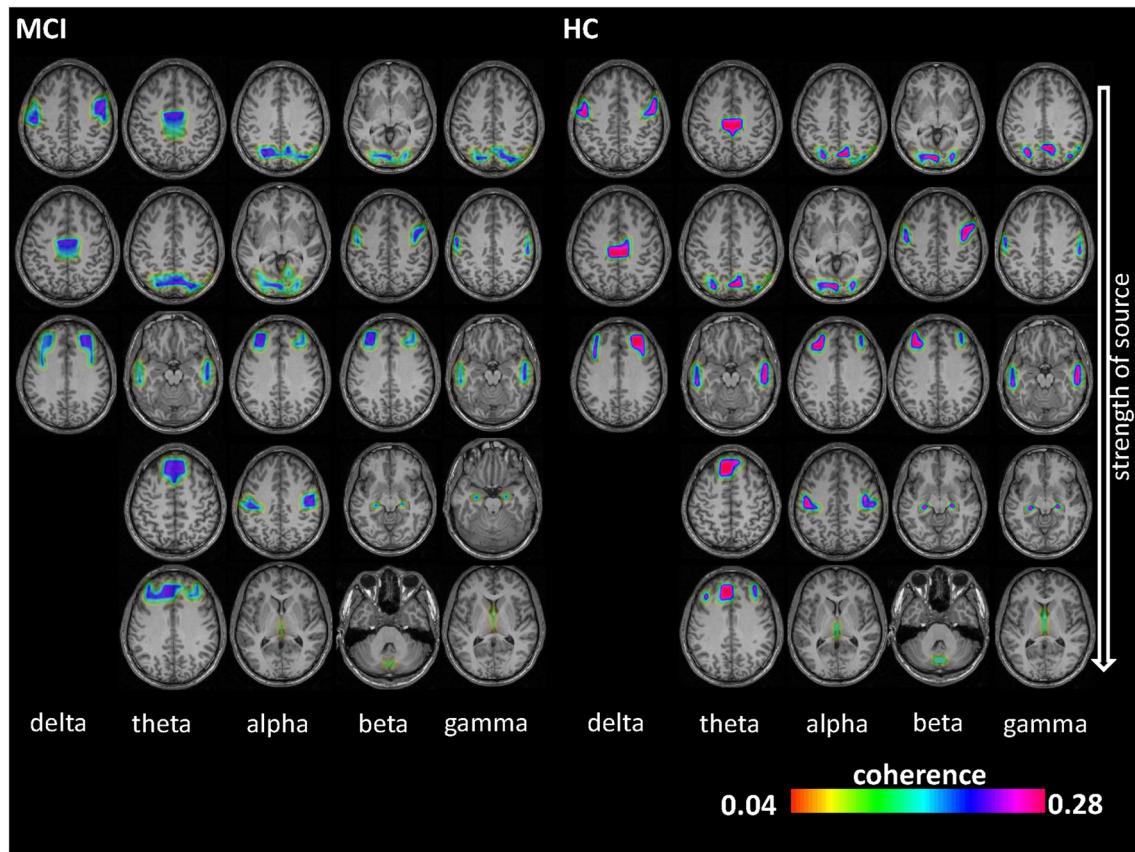 MCI
HC
strength of source
delta theta alpha beta gamma delta theta alpha beta gamma
coherence
0.04 0.28